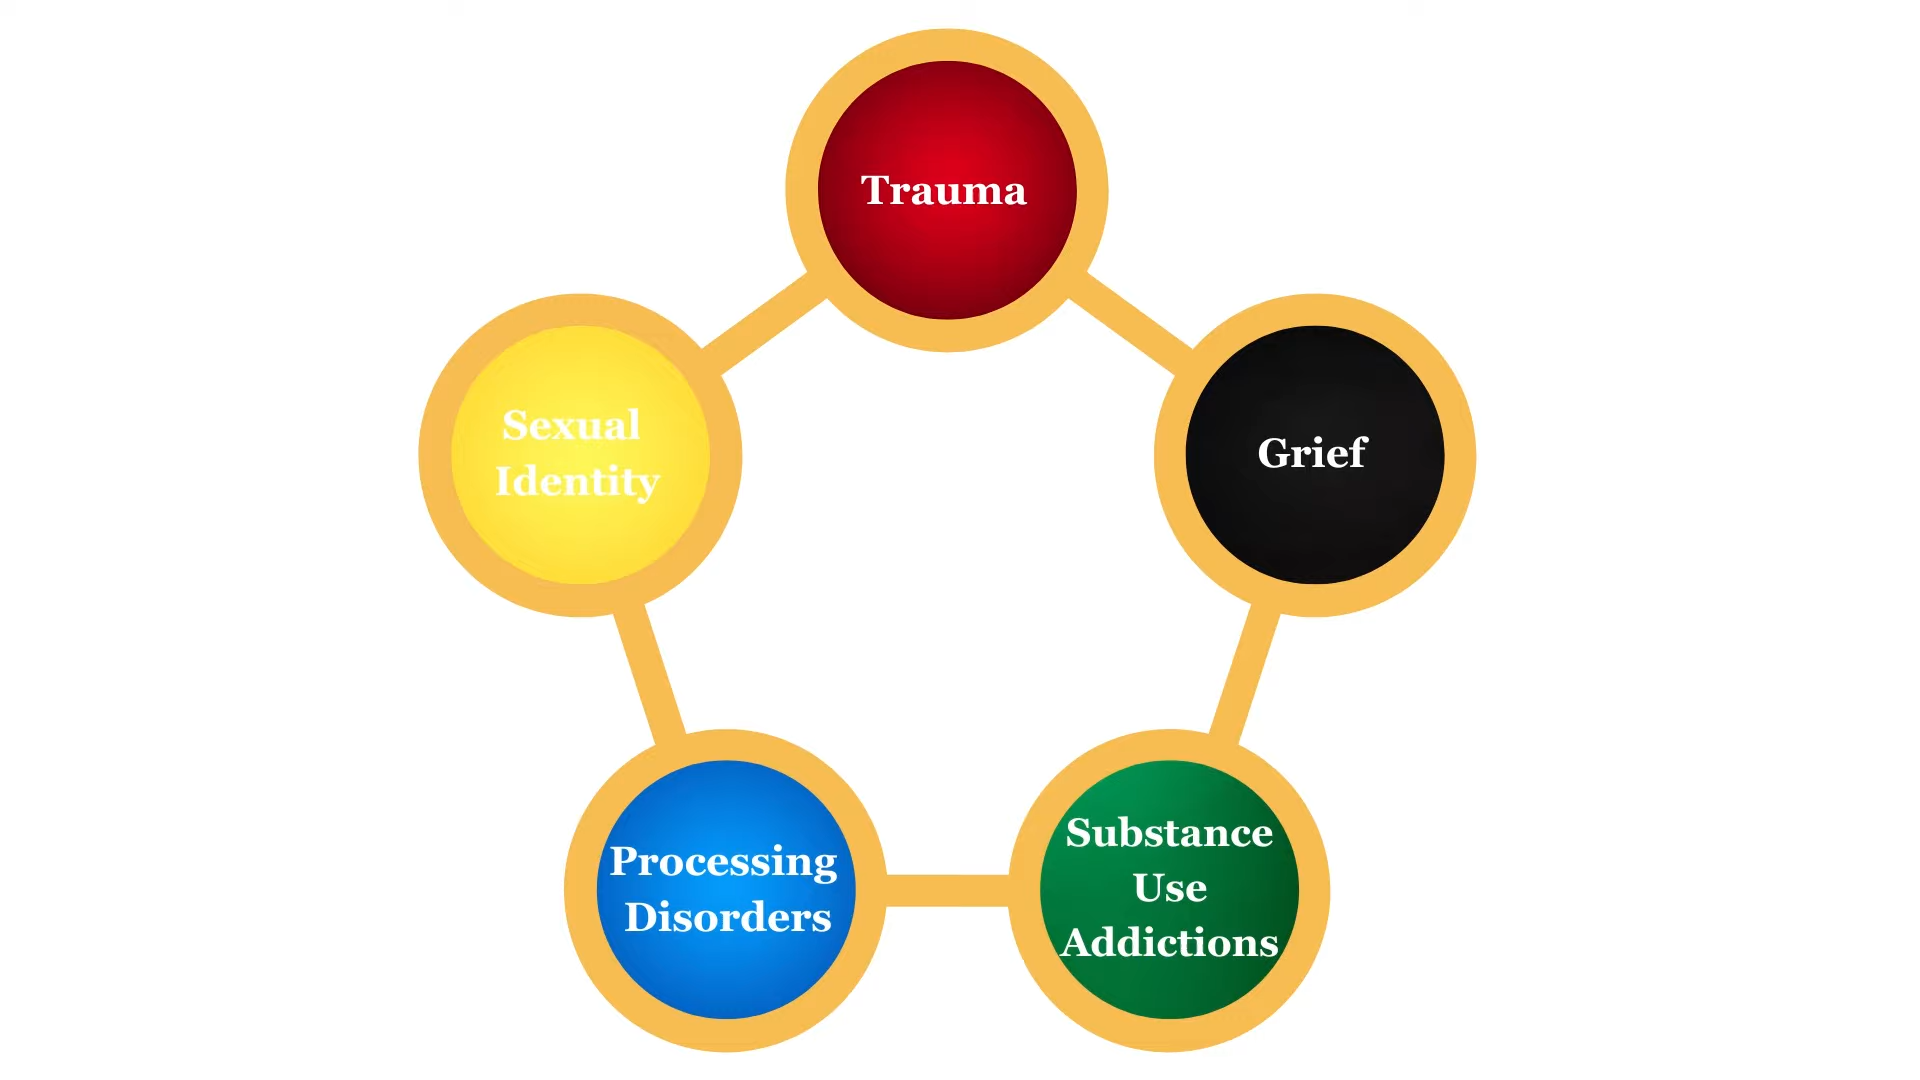 Trauma
Sexual
Identity
Grief
Processing
Disorders
Substance
Use
Addictions